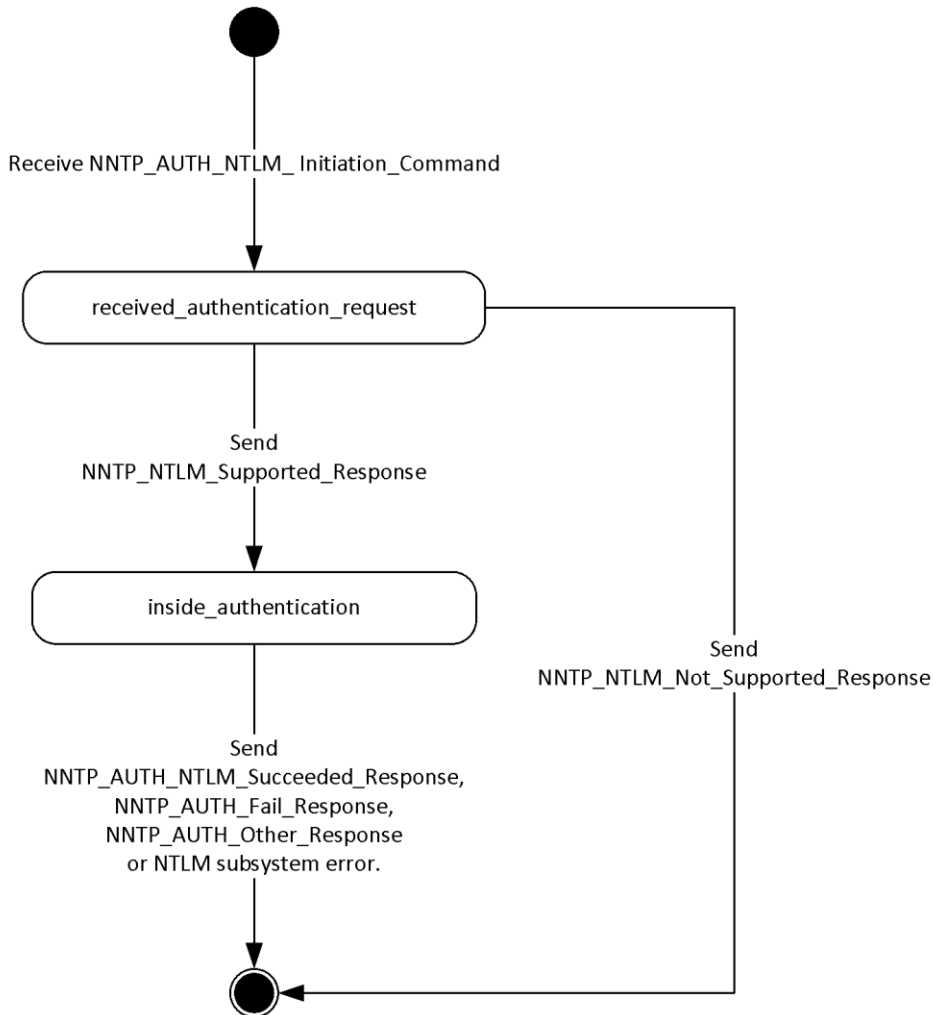 Receive NNTP_AUTH_NTLM_ Initiation_Command
received_authentication_request
Send
NNTP_NTLM_Supported_Response
inside_authentication
Send
NNTP_NTLM_Not_Supported_Response
Send
NNTP_AUTH_NTLM_Succeeded_Response,
NNTP_AUTH_Fail_Response,
NNTP_AUTH_Other_Response
or NTLM subsystem error.